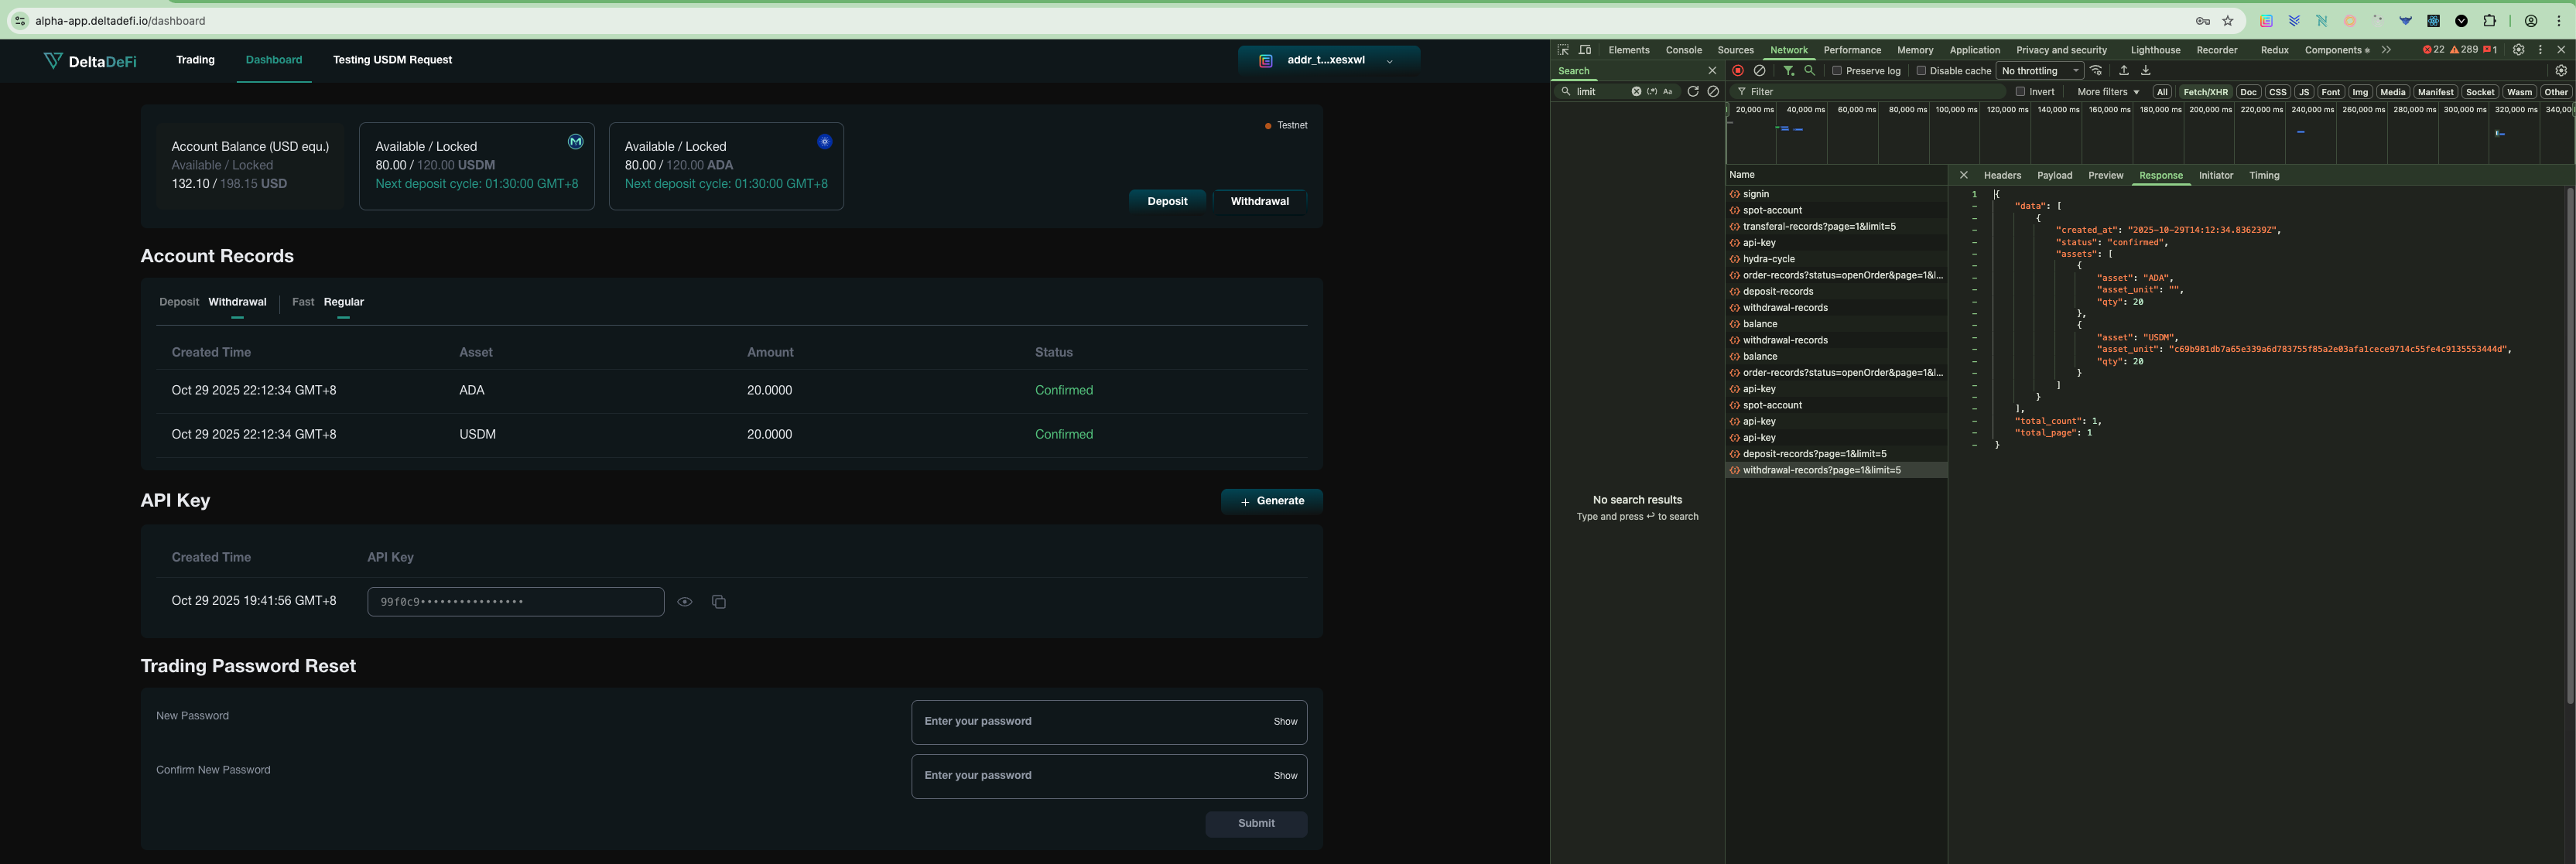 alpha-app.deltadefi.io/dashboard
DeltaDeFi
Trading
Dashboard
Testing USDM Request
addr_t...xesxwl
Testnet
Account Balance (USD equ.)
Available / Locked
132.10 / 198.15 USD
Available / Locked
80.00 / 120.00 USDM
Next deposit cycle: 01:30:00 GMT+8
Available / Locked
80.00 / 120.00 ADA
Next deposit cycle: 01:30:00 GMT+8
Deposit
Withdrawal
Account Records
Deposit Withdrawal Fast Regular
Created Time Asset Amount Status
Oct 29 2025 22:12:34 GMT+8 ADA 20.0000 Confirmed
Oct 29 2025 22:12:34 GMT+8 USDM 20.0000 Confirmed
API Key
+ Generate
Created Time API Key
Oct 29 2025 19:41:56 GMT+8 99f0c9••••••••••••••••
Trading Password Reset
New Password
Enter your password Show
Confirm New Password
Enter your password Show
Submit
Elements Console Sources Network Performance Memory Application Privacy and security Lighthouse Recorder Redux Components 22 289 1
Search
Preserve log Disable cache No throttling
limit (.*) Aa
Filter Invert More filters All Fetch/XHR Doc CSS JS Font Img Media Manifest Socket Wasm Other
20,000 ms 40,000 ms 60,000 ms 80,000 ms 100,000 ms 120,000 ms 140,000 ms 160,000 ms 180,000 ms 200,000 ms 220,000 ms 240,000 ms 260,000 ms 280,000 ms 300,000 ms 320,000 ms 340,0
No search results
Type and press ↩ to search
Name
signin
spot-account
transferal-records?page=1&limit=5
api-key
hydra-cycle
order-records?status=openOrder&page=1&l...
deposit-records
withdrawal-records
balance
withdrawal-records
balance
order-records?status=openOrder&page=1&l...
api-key
spot-account
api-key
api-key
deposit-records?page=1&limit=5
withdrawal-records?page=1&limit=5
Headers Payload Preview Response Initiator Timing
1 {
- "data": [
- {
- "created_at": "2025-10-29T14:12:34.836239Z",
- "status": "confirmed",
- "assets": [
- {
- "asset": "ADA",
- "asset_unit": "",
- "qty": 20
- },
- {
- "asset": "USDM",
- "asset_unit": "c69b981db7a65e339a6d783755f85a2e03afa1cece9714c55fe4c9135553444d",
- "qty": 20
- }
- ]
- }
- ],
- "total_count": 1,
- "total_page": 1
- }